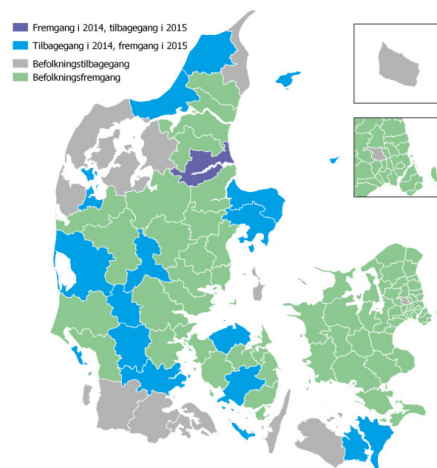 Fremgang i 2014, tilbagegang i 2015
Tilbagegang i 2014, fremgang i 2015
Befolkningstilbagegang
Befolkningsfremgang